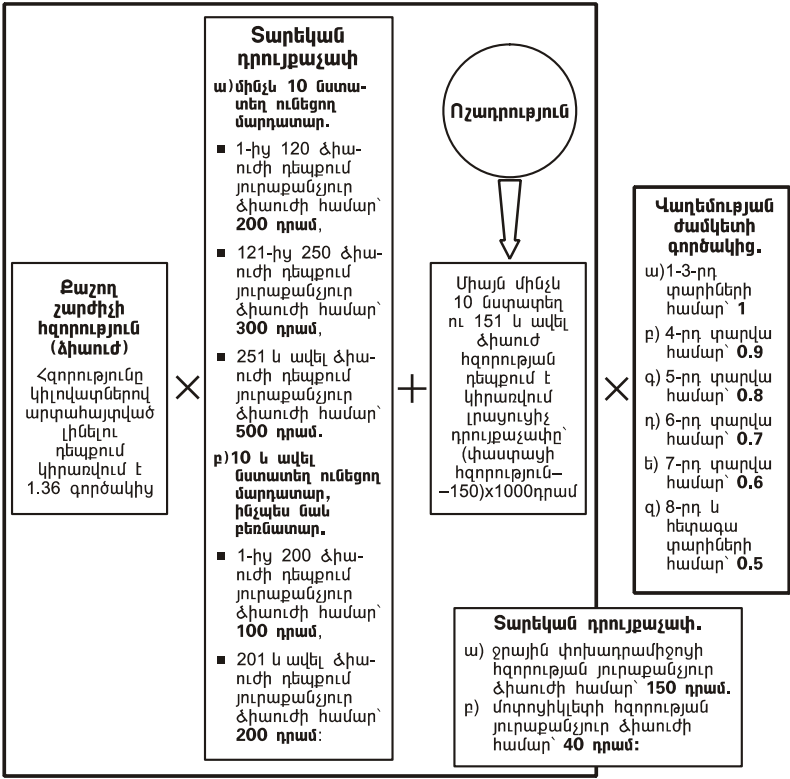 Քաշող
շարժիչի
հզորություն
(ձիաուժ)
Հզորությունը
կիլովատներով
արտահայտված
լինելու
դեպքում
կիրառվում է
1.36 գործակից
×
Տարեկան
դրույքաչափ
ա) մինչև 10 նստա-
տեղ ունեցող
մարդատար.
■ 1-ից 120 ձիա-
ուժի դեպքում
յուրաքանչյուր
ձիաուժի համար՝
200 դրամ,
■ 121-ից 250 ձիա-
ուժի դեպքում
յուրաքանչյուր
ձիաուժի համար՝
300 դրամ,
■ 251 և ավել ձիա-
ուժի դեպքում
յուրաքանչյուր
ձիաուժի համար՝
500 դրամ.
բ) 10 և ավել
նստատեղ ունեցող
մարդատար,
ինչպես նաև
բեռնատար.
■ 1-ից 200 ձիա-
ուժի դեպքում
յուրաքանչյուր
ձիաուժի համար՝
100 դրամ,
■ 201 և ավել ձիա-
ուժի դեպքում
յուրաքանչյուր
ձիաուժի համար՝
200 դրամ:
+
Ուշադրություն
Միայն մինչև
10 նստատեղ
ու 151 և ավել
ձիաուժ
հզորության
դեպքում է
կիրառվում
լրացուցիչ
դրույքաչափը՝
(փաստացի
հզորություն–
–150)x1000դրամ
×
Վաղեմության
ժամկետի
գործակից.
ա) 1-3-րդ
տարիների
համար՝ 1
բ) 4-րդ տարվա
համար՝ 0.9
գ) 5-րդ տարվա
համար՝ 0.8
դ) 6-րդ տարվա
համար՝ 0.7
ե) 7-րդ տարվա
համար՝ 0.6
զ) 8-րդ և
հետագա
տարիների
համար՝ 0.5
Տարեկան դրույքաչափ.
ա) ջրային փոխադրամիջոցի
հզորության յուրաքանչյուր
ձիաուժի համար՝ 150 դրամ.
բ) մոտոցիկլետի հզորության
յուրաքանչյուր ձիաուժի
համար՝ 40 դրամ: